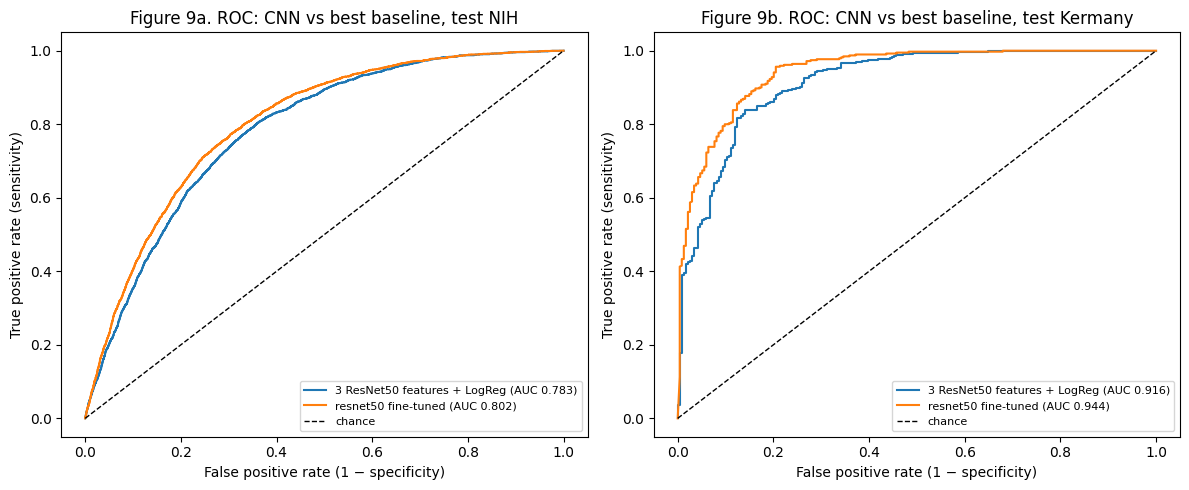 Figure 9a. ROC: CNN vs best baseline, test NIH
True positive rate (sensitivity)
1.0
0.8
0.6
0.4
0.2
0.0
3 ResNet50 features + LogReg (AUC 0.783)
resnet50 fine-tuned (AUC 0.802)
chance
0.0 0.2 0.4 0.6 0.8 1.0
False positive rate (1 − specificity)
Figure 9b. ROC: CNN vs best baseline, test Kermany
True positive rate (sensitivity)
1.0
0.8
0.6
0.4
0.2
0.0
3 ResNet50 features + LogReg (AUC 0.916)
resnet50 fine-tuned (AUC 0.944)
chance
0.0 0.2 0.4 0.6 0.8 1.0
False positive rate (1 − specificity)